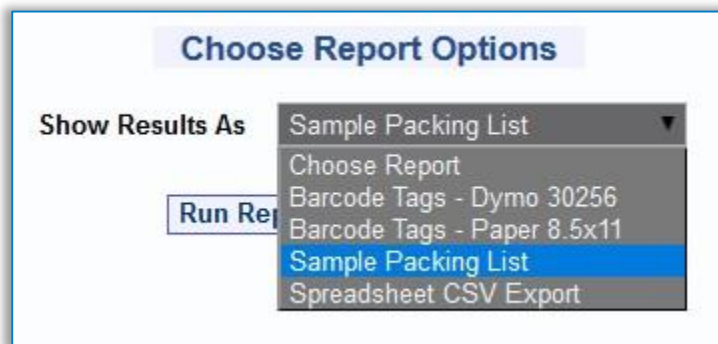 Choose Report Options
Show Results As Sample Packing List
Choose Report
Barcode Tags - Dymo 30256
Run Barcode Tags - Paper 8.5x11
Sample Packing List
Spreadsheet CSV Export